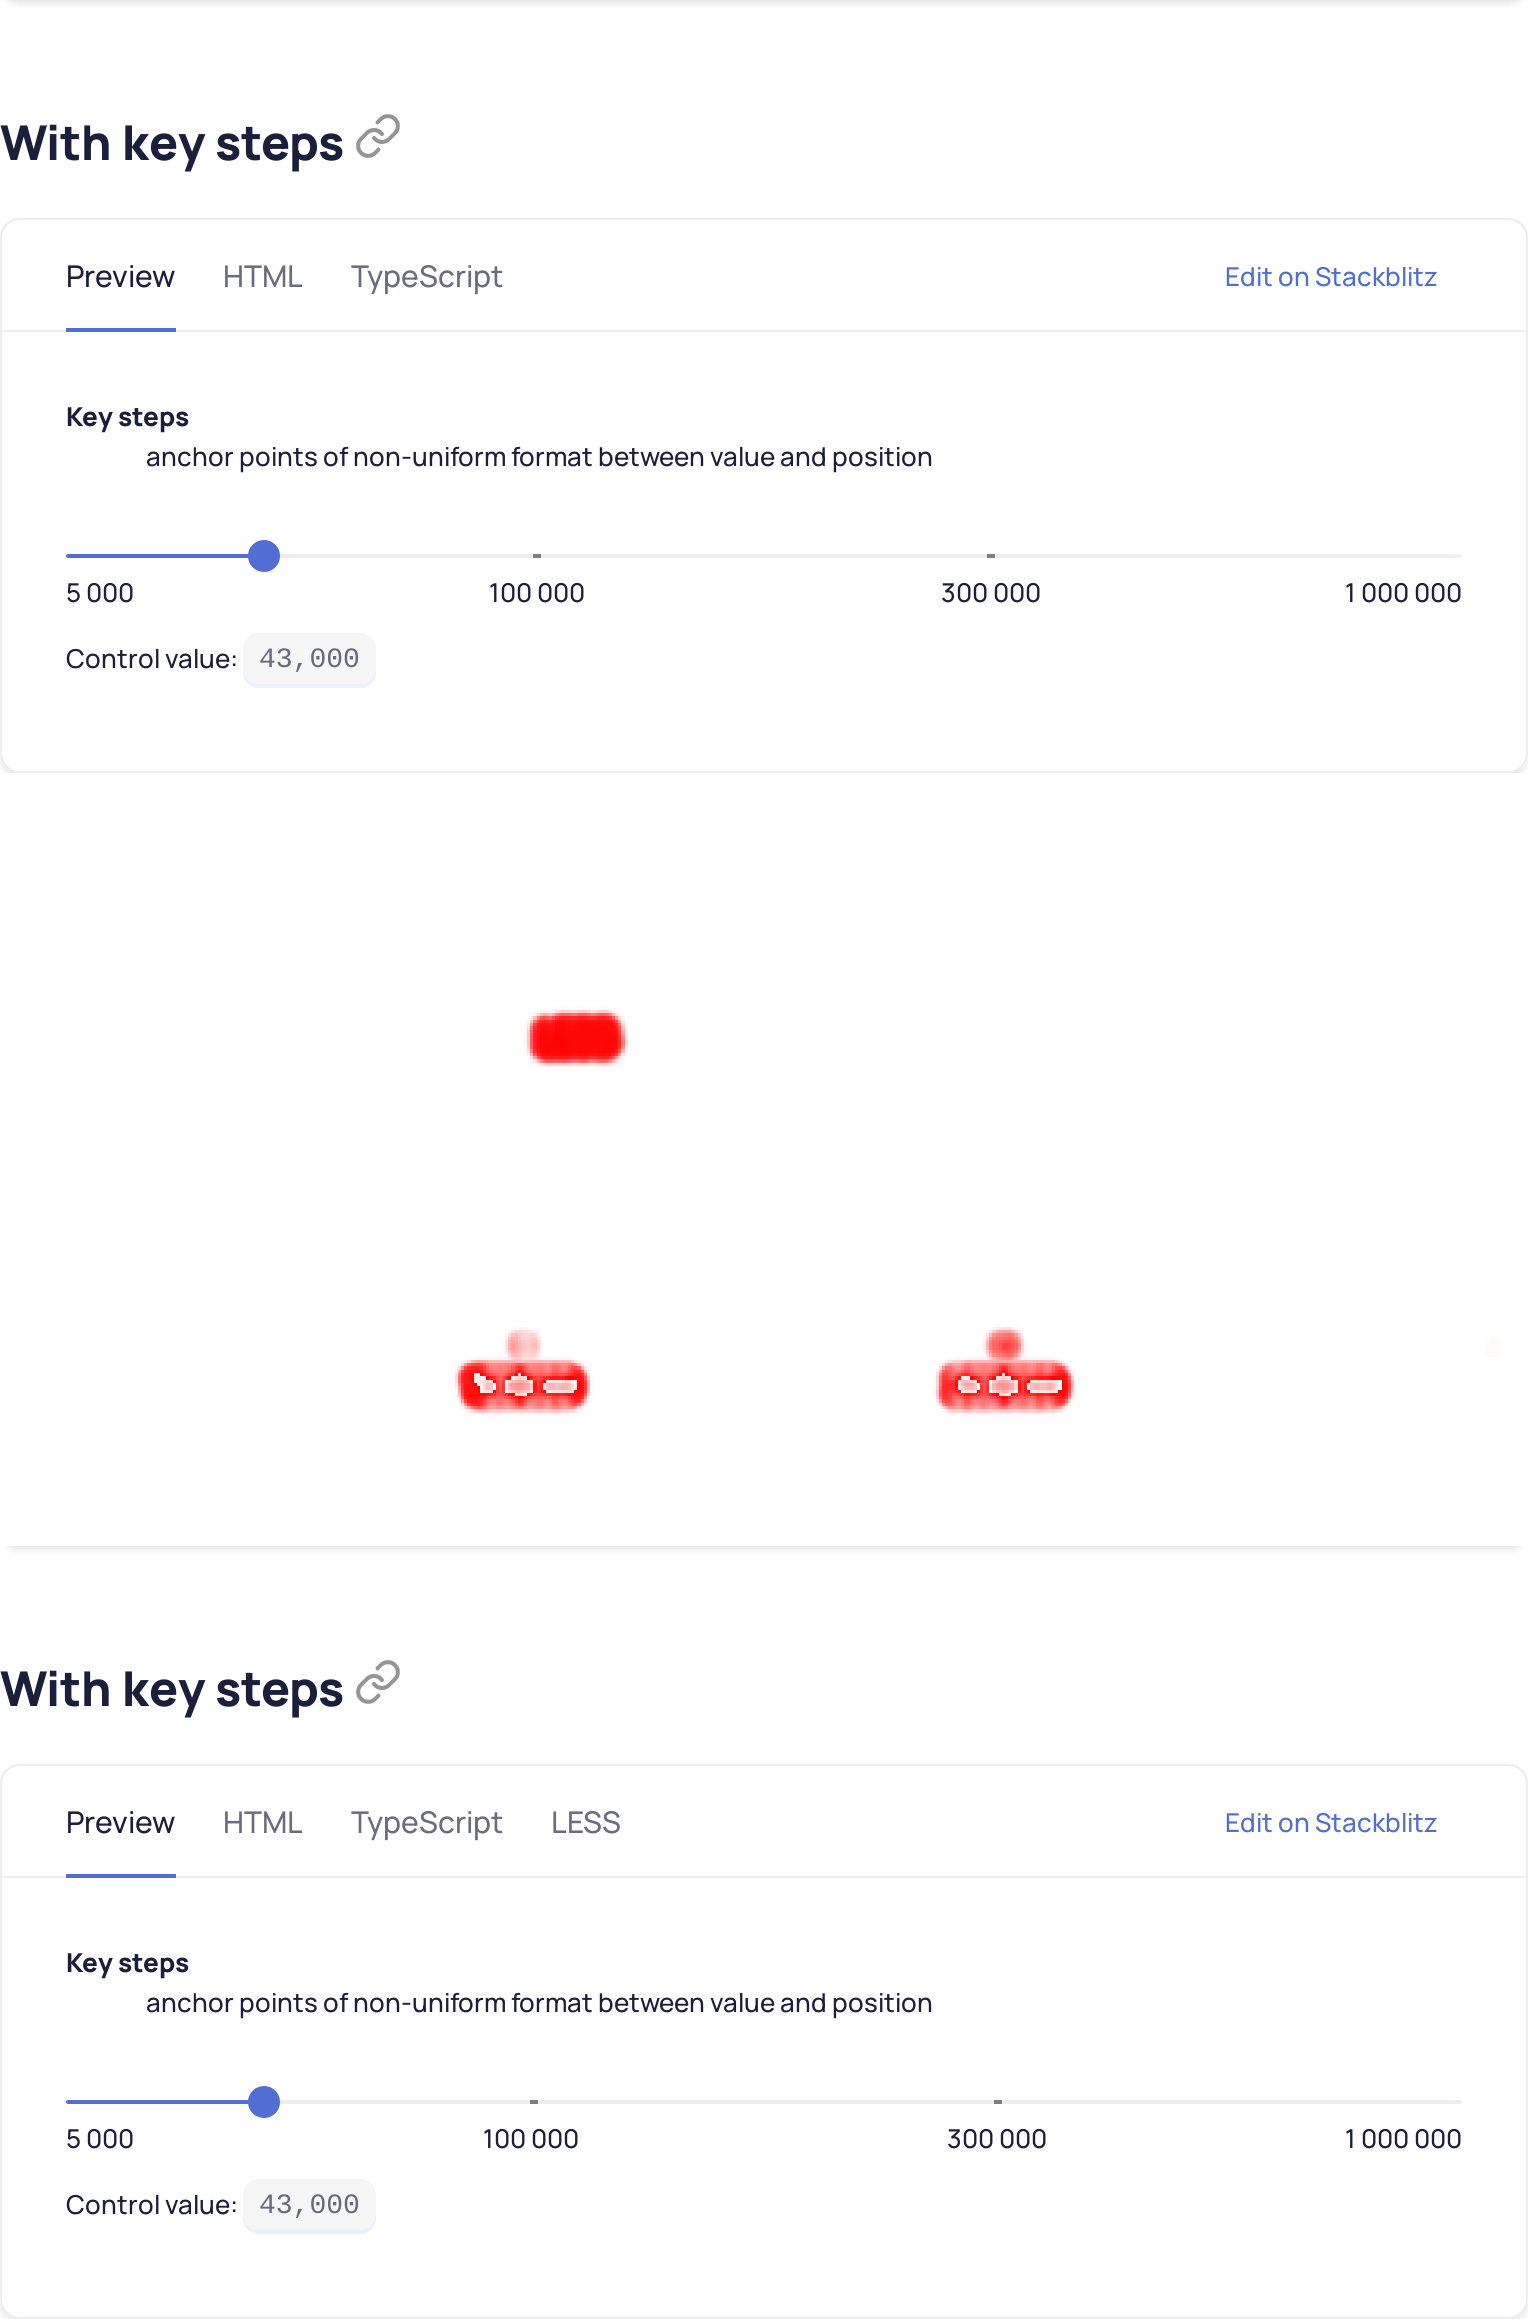 With key steps
Preview HTML TypeScript Edit on Stackblitz
Key steps
anchor points of non-uniform format between value and position
5 000 100 000 300 000 1 000 000
Control value: 43,000
With key steps
Preview HTML TypeScript LESS Edit on Stackblitz
Key steps
anchor points of non-uniform format between value and position
5 000 100 000 300 000 1 000 000
Control value: 43,000